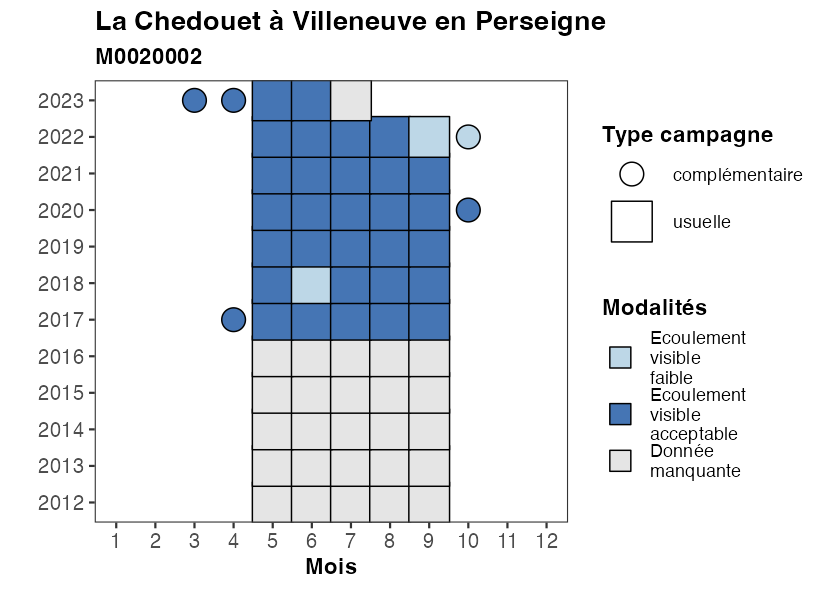 La Chedouet à Villeneuve en Perseigne
M0020002
2023
2022
2021
2020
2019
2018
2017
2016
2015
2014
2013
2012
1 2 3 4 5 6 7 8 9 10 11 12
Mois
Type campagne
complémentaire
usuelle
Modalités
Ecoulement
visible
faible
Ecoulement
visible
acceptable
Donnée
manquante